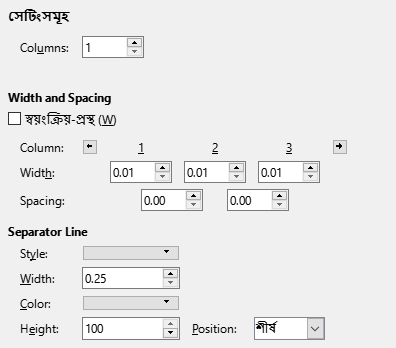 সেটিংসমূহ
Columns: 1
Width and Spacing
স্বয়ংক্রিয়-প্রস্থ (W)
Column: 1 2 3
Width: 0.01 0.01 0.01
Spacing: 0.00 0.00
Separator Line
Style:
Width: 0.25
Color:
Height: 100 Position: শীর্ষ